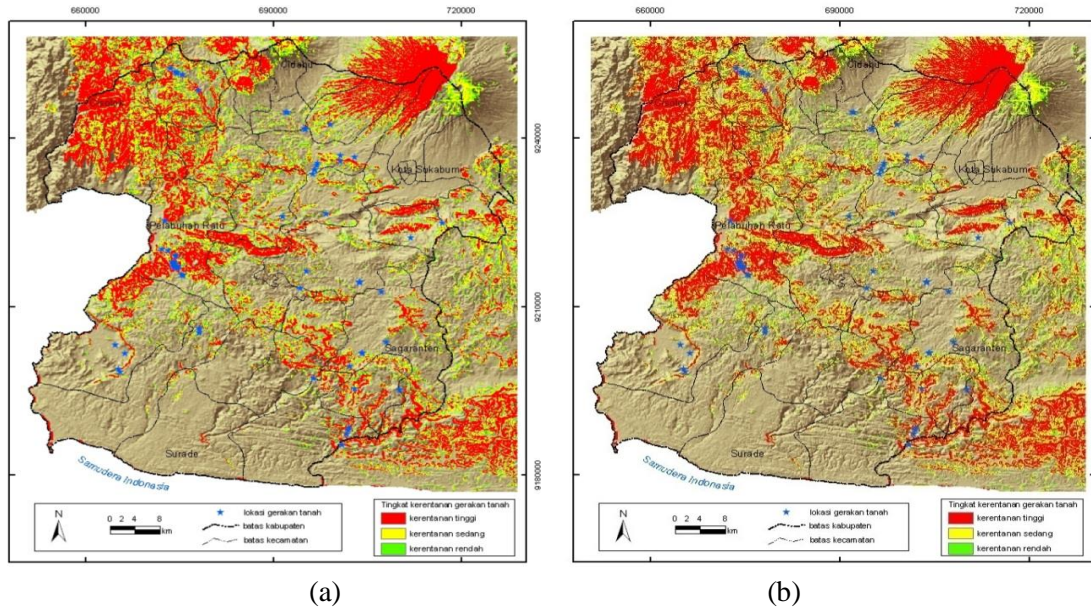 660000 690000 720000
Cidahu
9240000
Kota Sukabumi
Pelabuhan Ratu
9210000
Sagaranten
Surade
Samudera Indonesia
9180000
N
0 2 4 8
km
lokasi gerakan tanah
batas kabupaten
batas kecamatan
Tingkat kerentanan gerakan tanah
kerentanan tinggi
kerentanan sedang
kerentanan rendah
(a)
660000 690000 720000
Cidahu
9240000
Kota Sukabumi
Pelabuhan Ratu
9210000
Sagaranten
Surade
Samudera Indonesia
9180000
N
0 2 4 8
km
lokasi gerakan tanah
batas kabupaten
batas kecamatan
Tingkat kerentanan gerakan tanah
kerentanan tinggi
kerentanan sedang
kerentanan rendah
(b)